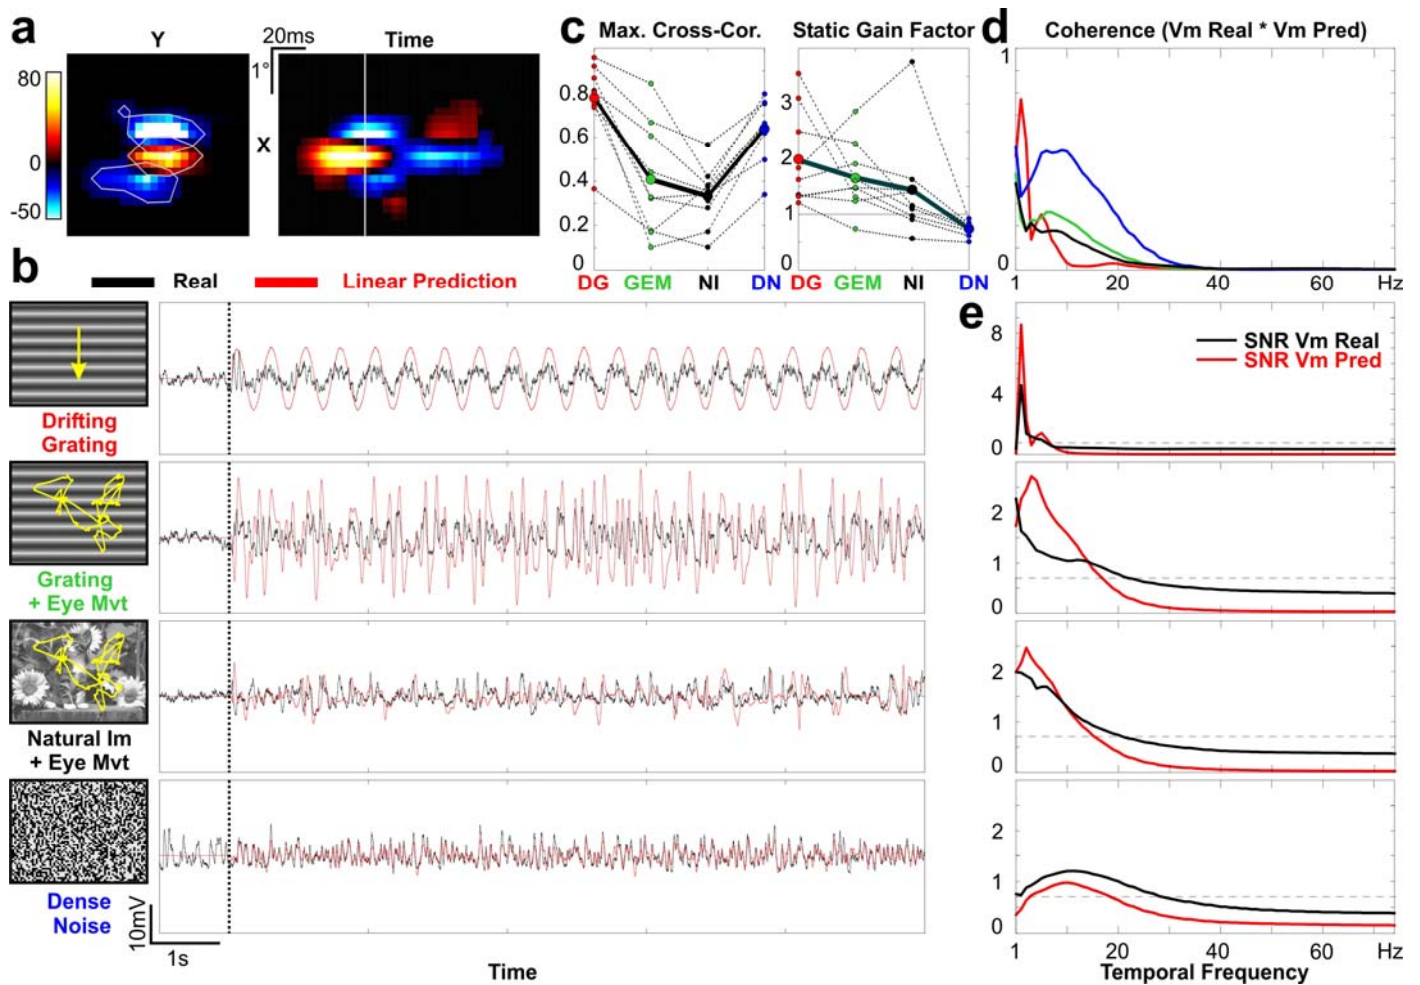 a
Y
20ms
1°
Time
80
0
-50
X
c
Max. Cross-Cor.
0.8
0.6
0.4
0.2
0
DG GEM NI DN
Static Gain Factor
3
2
1
0
DG GEM NI DN
d
Coherence (Vm Real * Vm Pred)
1
0
1 20 40 60 Hz
b
Real
Linear Prediction
Drifting
Grating
Grating
+ Eye Mvt
Natural Im
+ Eye Mvt
Dense
Noise
10mV
1s
Time
e
SNR Vm Real
SNR Vm Pred
8
4
0
2
1
0
2
1
0
2
1
0
1 20 40 60 Hz
Temporal Frequency